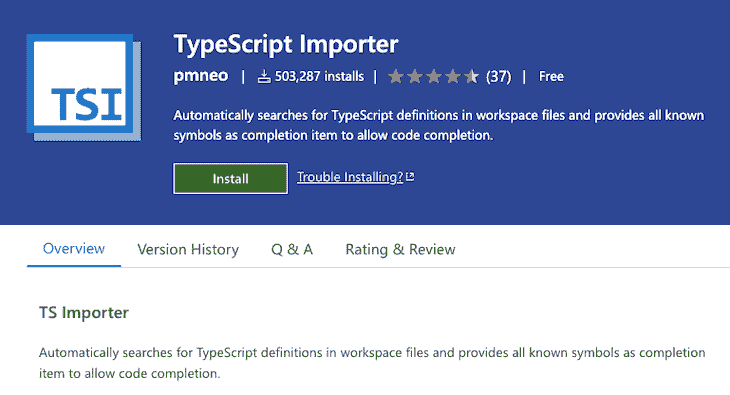 TSI
TypeScript Importer
pmneo | 503,287 installs | (37) | Free
Automatically searches for TypeScript definitions in workspace files and provides all known
symbols as completion item to allow code completion.
Install Trouble Installing?
Overview Version History Q & A Rating & Review
TS Importer
Automatically searches for TypeScript definitions in workspace files and provides all known symbols as completion
item to allow code completion.